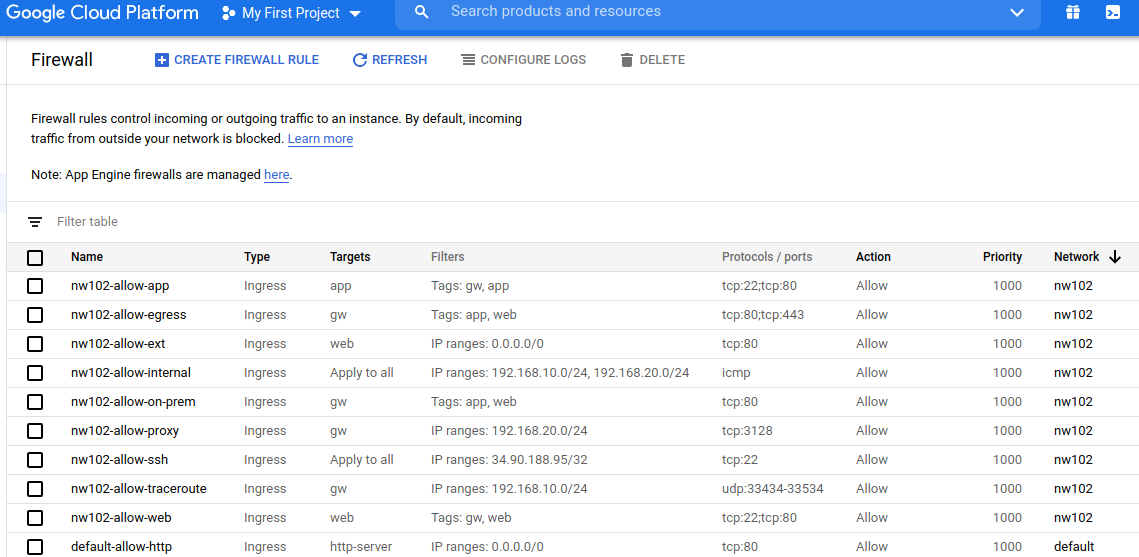 Google Cloud Platform My First Project Search products and resources
Firewall CREATE FIREWALL RULE REFRESH CONFIGURE LOGS DELETE
Firewall rules control incoming or outgoing traffic to an instance. By default, incoming
traffic from outside your network is blocked. Learn more
Note: App Engine firewalls are managed here.
Filter table
Name Type Targets Filters Protocols / ports Action Priority Network
nw102-allow-app Ingress app Tags: gw, app tcp:22;tcp:80 Allow 1000 nw102
nw102-allow-egress Ingress gw Tags: app, web tcp:80;tcp:443 Allow 1000 nw102
nw102-allow-ext Ingress web IP ranges: 0.0.0.0/0 tcp:80 Allow 1000 nw102
nw102-allow-internal Ingress Apply to all IP ranges: 192.168.10.0/24, 192.168.20.0/24 icmp Allow 1000 nw102
nw102-allow-on-prem Ingress gw Tags: app, web tcp:80 Allow 1000 nw102
nw102-allow-proxy Ingress gw IP ranges: 192.168.20.0/24 tcp:3128 Allow 1000 nw102
nw102-allow-ssh Ingress Apply to all IP ranges: 34.90.188.95/32 tcp:22 Allow 1000 nw102
nw102-allow-traceroute Ingress gw IP ranges: 192.168.10.0/24 udp:33434-33534 Allow 1000 nw102
nw102-allow-web Ingress web Tags: gw, web tcp:22;tcp:80 Allow 1000 nw102
default-allow-http Ingress http-server IP ranges: 0.0.0.0/0 tcp:80 Allow 1000 default